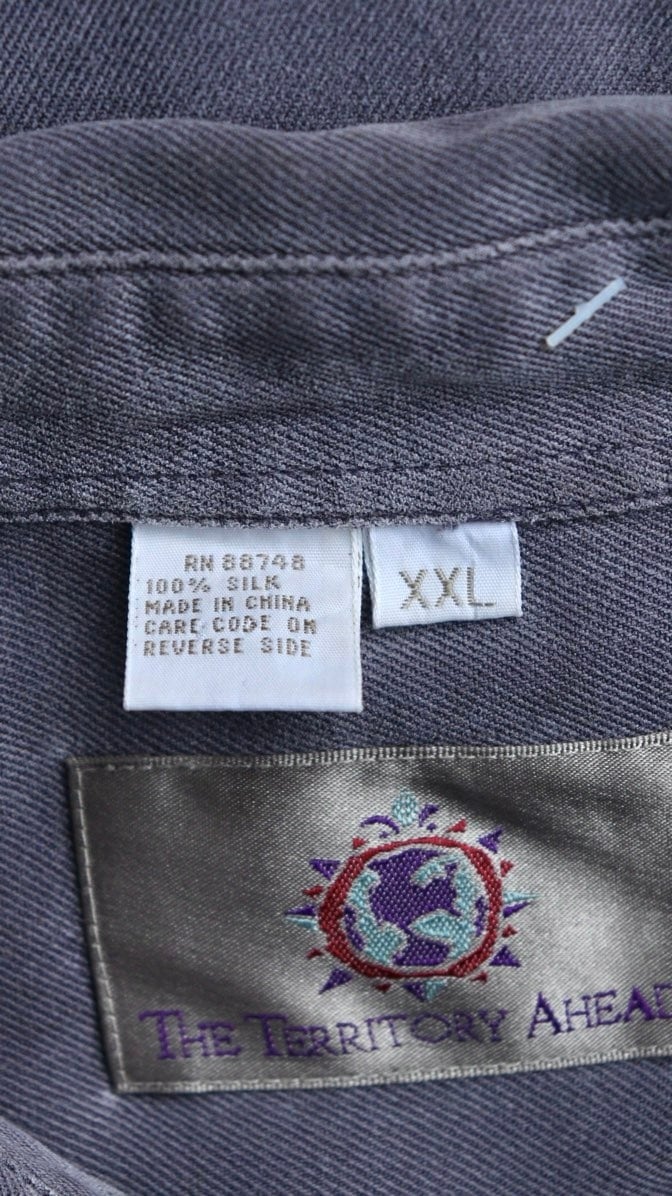 RN 88748
100% SILK
MADE IN CHINA
CARE CODE ON
REVERSE SIDE
XXL
THE TERRITORY AHEAD